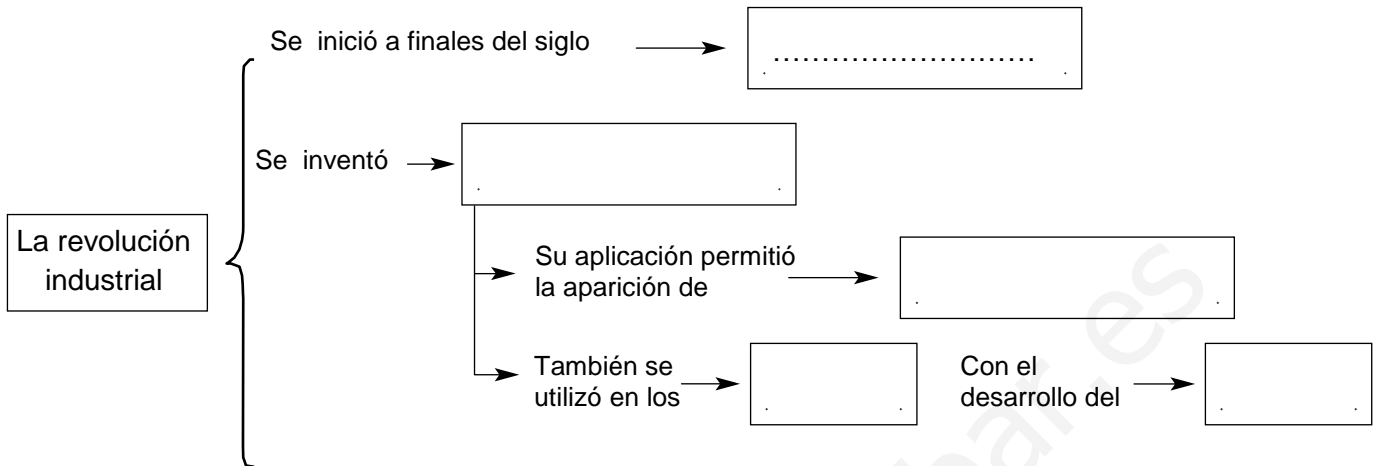 Se inició a finales del siglo
...........................
Se inventó
La revolución
industrial
Su aplicación permitió
la aparición de
También se
utilizó en los
Con el
desarrollo del